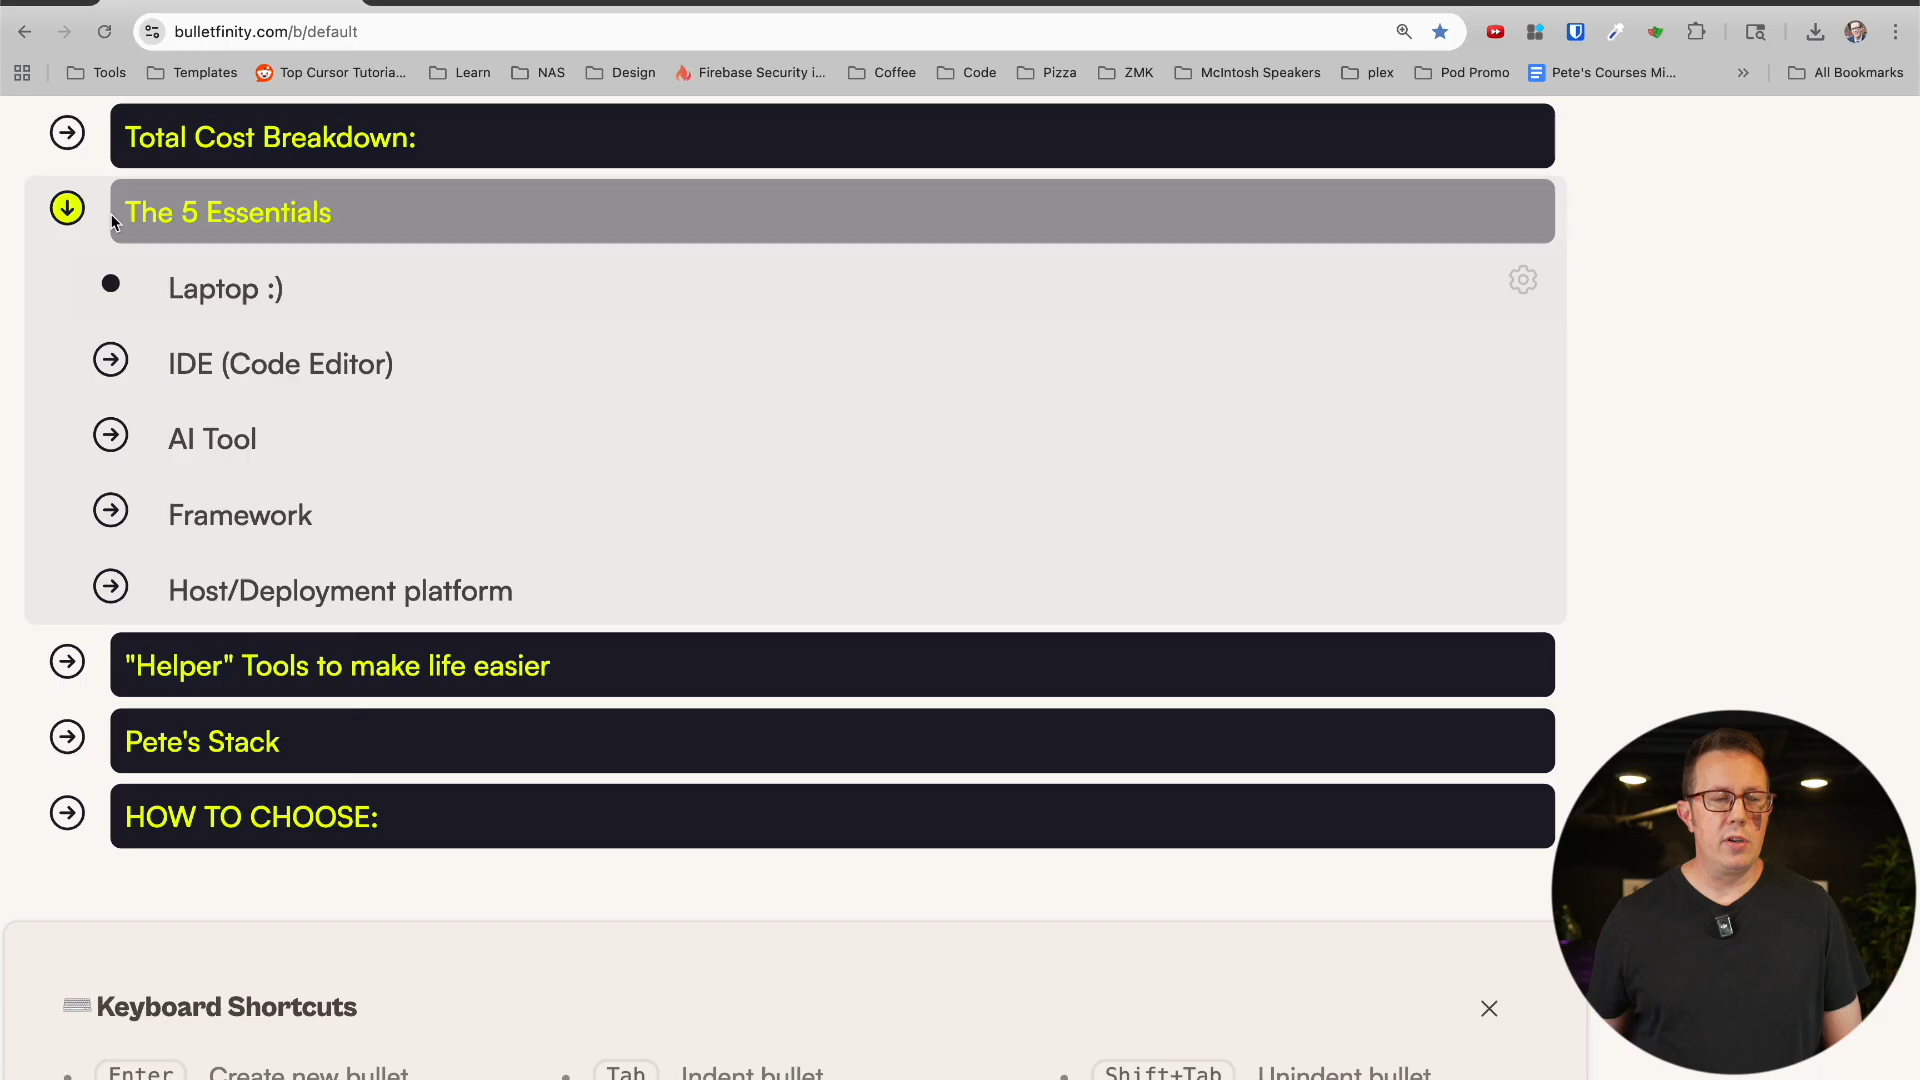 bulletfinity.com/b/default
Tools
Templates
Top Cursor Tutoria...
Learn
NAS
Design
Firebase Security i...
Coffee
Code
Pizza
ZMK
McIntosh Speakers
plex
Pod Promo
Pete's Courses Mi...
All Bookmarks
Total Cost Breakdown:
The 5 Essentials
Laptop :)
IDE (Code Editor)
AI Tool
Framework
Host/Deployment platform
"Helper" Tools to make life easier
Pete's Stack
HOW TO CHOOSE:
Keyboard Shortcuts
Enter Create new bullet
Tab Indent bullet
Shift+Tab Unindent bullet